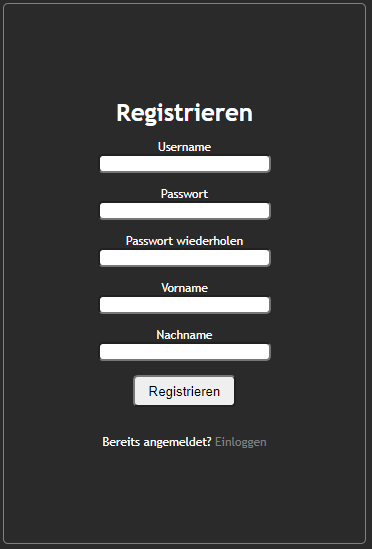 Registrieren
Username
Passwort
Passwort wiederholen
Vorname
Nachname
Registrieren
Bereits angemeldet? Einloggen